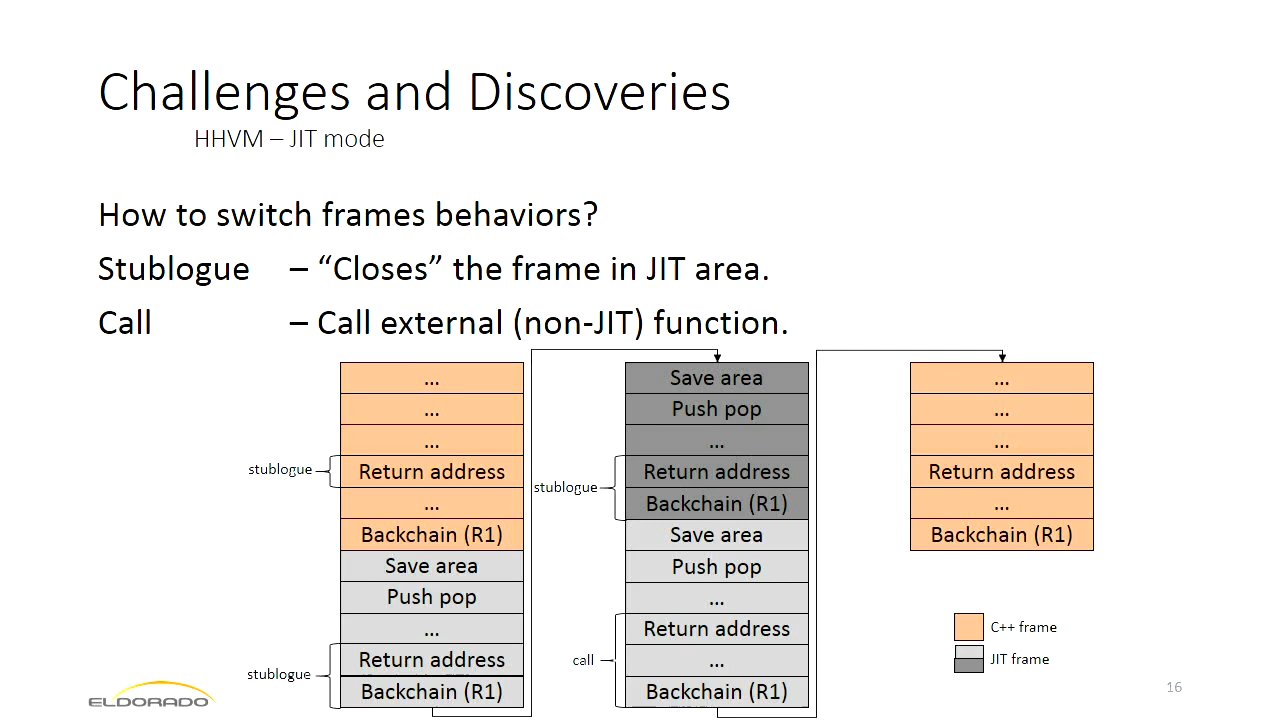 Challenges and Discoveries
HHVM – JIT mode
How to switch frames behaviors?
Stublogue – “Closes” the frame in JIT area.
Call – Call external (non-JIT) function.
...
...
...
stublogue
Return address
...
Backchain (R1)
Save area
Push pop
...
stublogue
Return address
Backchain (R1)
Save area
Push pop
...
stublogue
Return address
Backchain (R1)
Save area
Push pop
...
call
Return address
...
Backchain (R1)
...
...
...
Return address
...
Backchain (R1)
C++ frame
JIT frame
ELDORADO
16